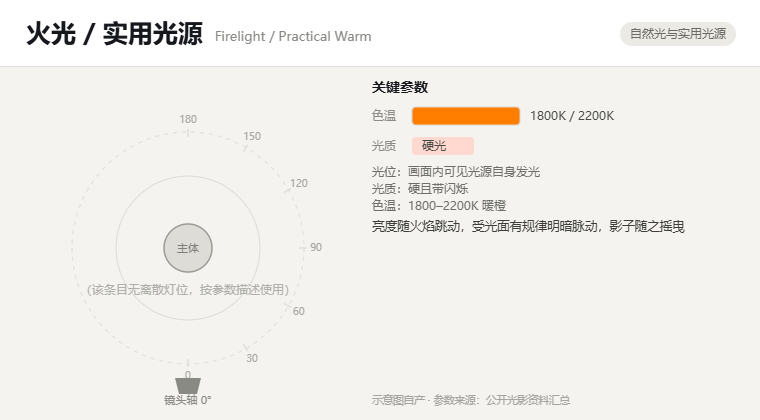 火光 / 实用光源 Firelight / Practical Warm
自然光与实用光源
关键参数
色温 1800K / 2200K
光质 硬光
光位：画面内可见光源自身发光
光质：硬且带闪烁
色温：1800–2200K 暖橙
亮度随火焰跳动，受光面有规律明暗脉动，影子随之摇曳
180
150
120
90
60
30
0
主体
(该条目无离散灯位，按参数描述使用)
镜头轴 0°
示意图自产 · 参数来源：公开光影资料汇总